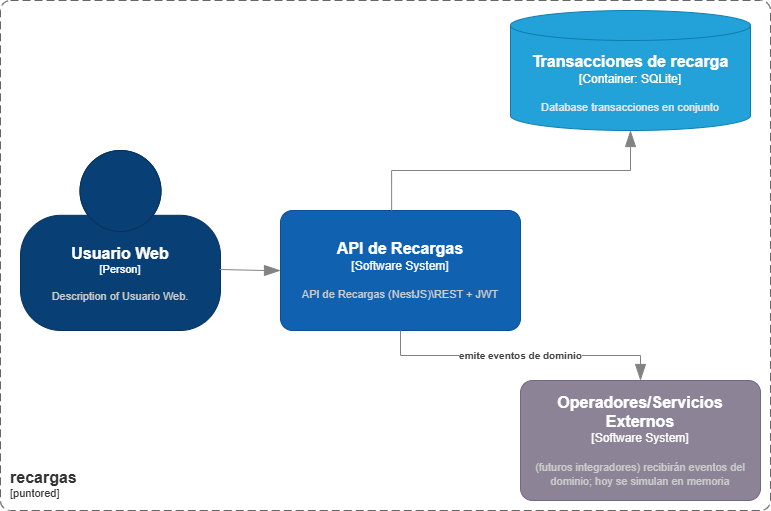 Transacciones de recarga
[Container: SQLite]
Database transacciones en conjunto
Usuario Web
[Person]
Description of Usuario Web.
API de Recargas
[Software System]
API de Recargas (NestJS)\REST + JWT
emite eventos de dominio
Operadores/Servicios
Externos
[Software System]
(futuros integradores) recibirán eventos del
dominio; hoy se simulan en memoria
recargas
[puntored]